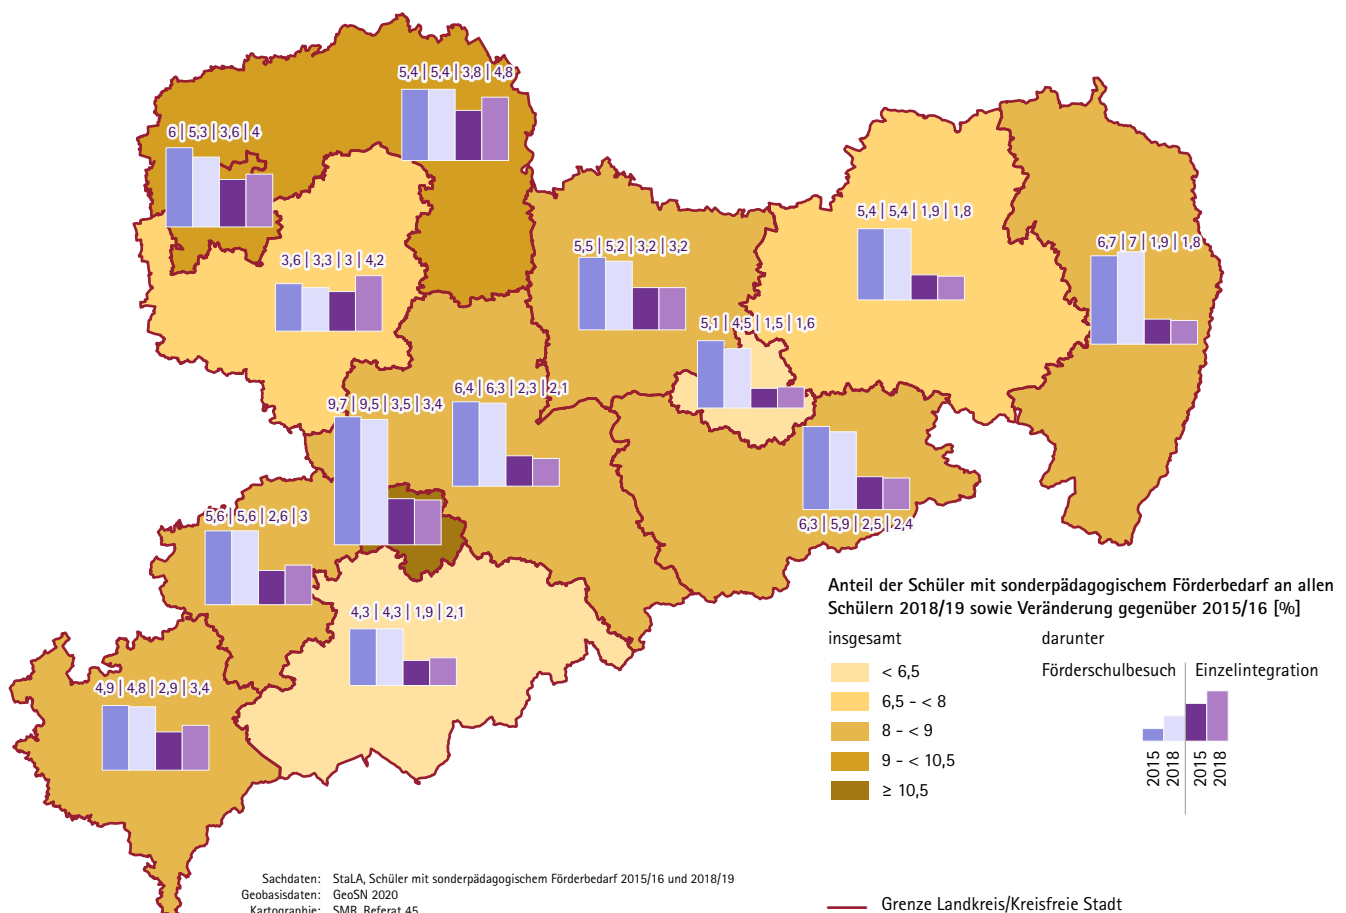 5,4 | 5,4 | 3,8 | 4,8
6 | 5,3 | 3,6 | 4
5,4 | 5,4 | 1,9 | 1,8
6,7 | 7 | 1,9 | 1,8
5,5 | 5,2 | 3,2 | 3,2
3,6 | 3,3 | 3 | 4,2
5,1 | 4,5 | 1,5 | 1,6
6,4 | 6,3 | 2,3 | 2,1
9,7 | 9,5 | 3,5 | 3,4
5,6 | 5,6 | 2,6 | 3
6,3 | 5,9 | 2,5 | 2,4
4,3 | 4,3 | 1,9 | 2,1
4,9 | 4,8 | 2,9 | 3,4
Anteil der Schüler mit sonderpädagogischem Förderbedarf an allen
Schülern 2018/19 sowie Veränderung gegenüber 2015/16 [%]
insgesamt
< 6,5
6,5 - < 8
8 - < 9
9 - < 10,5
≥ 10,5
darunter
Förderschulbesuch
Einzelintegration
2015
2018
2015
2018
Sachdaten: StaLA, Schüler mit sonderpädagogischem Förderbedarf 2015/16 und 2018/19
Geobasisdaten: GeoSN 2020
Kartographie: SMR, Referat 45
Grenze Landkreis/Kreisfreie Stadt